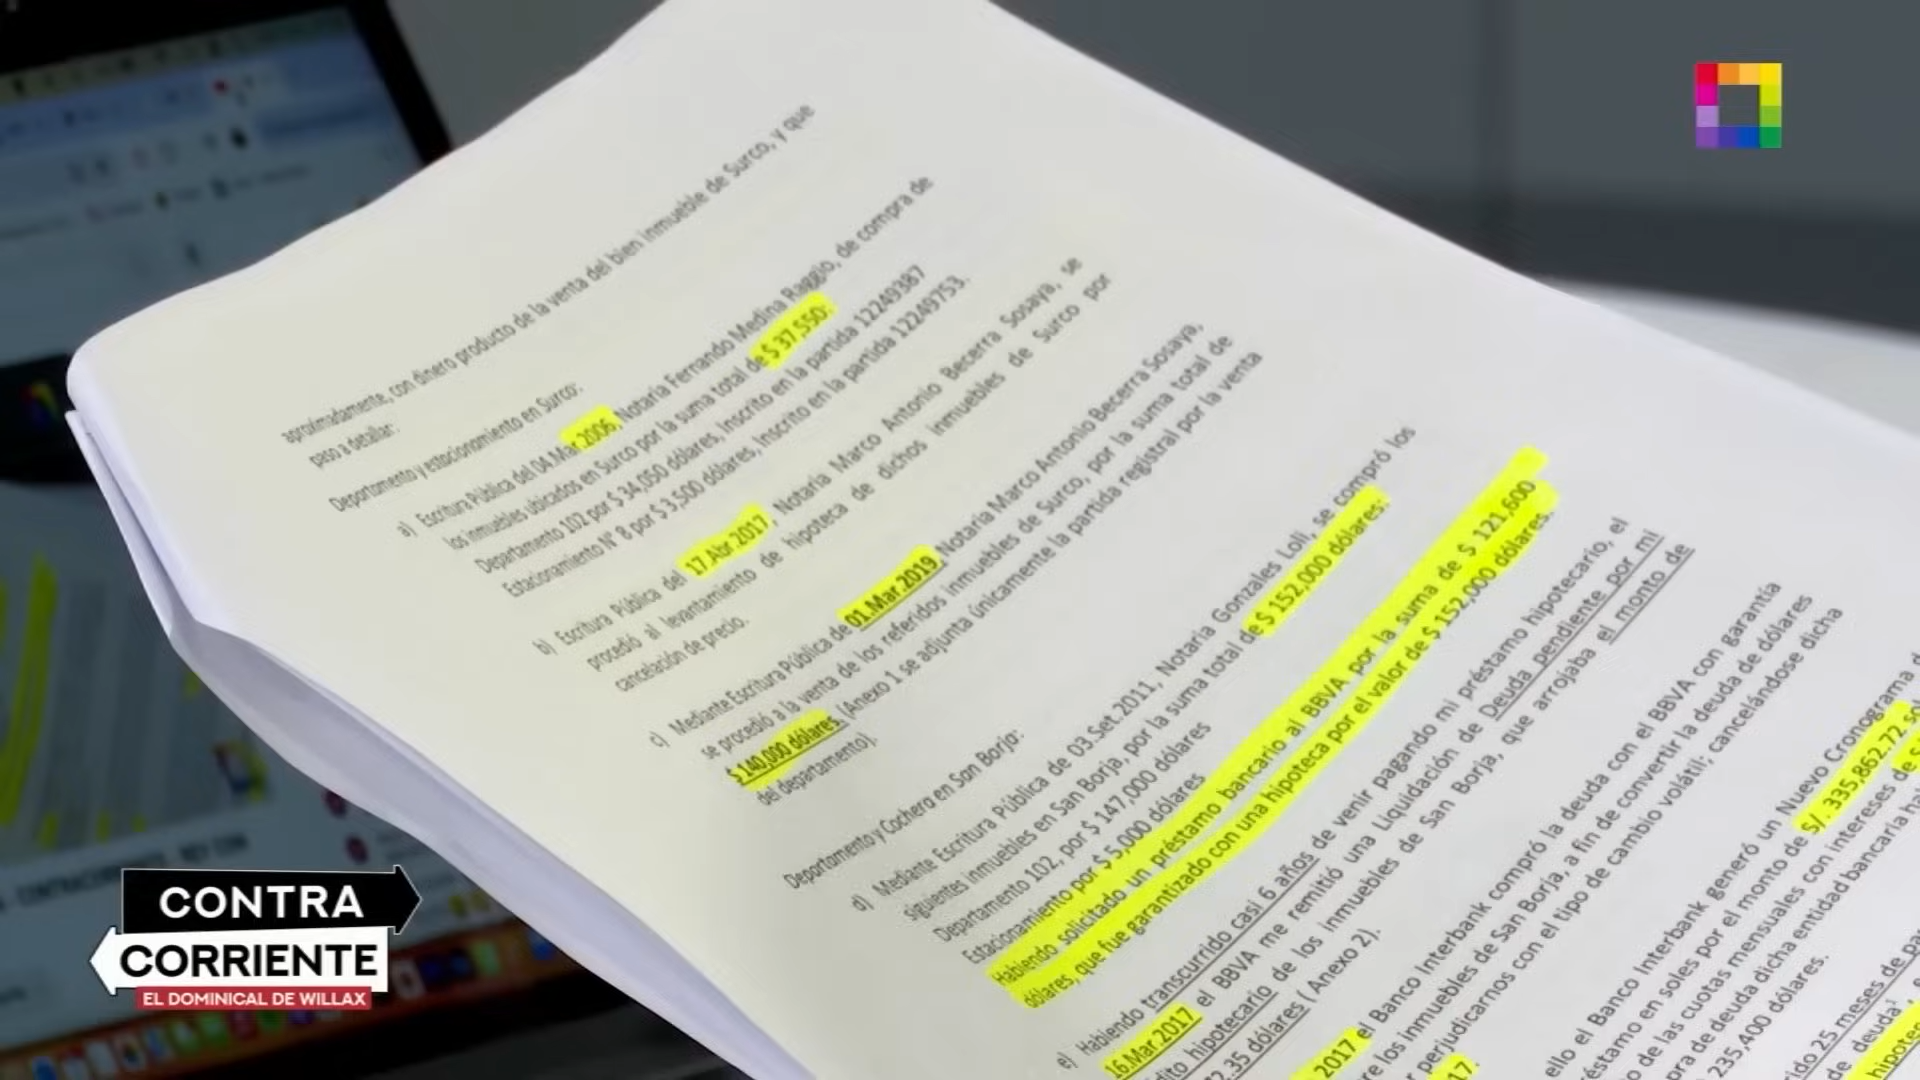 aproximadamente, con dinero producto de la venta del bien inmueble de Surco, y que
paso a detallar:
Departamento y estacionamiento en Surco:
a) Escritura Pública del 04.Mar.2006, Notaria Fernando Medina Raggio, de compra de
los inmuebles ubicados en Surco por la suma total de $ 37,550:
Departamento 102 por $ 34,050 dólares, inscrito en la partida 12249387
Estacionamiento N° 8 por $ 3,500 dólares, inscrito en la partida 12249753.
b) Escritura Pública del 17.Abr.2017, Notaria Marco Antonio Becerra Sosaya, se
procedió al levantamiento de hipoteca de dichos inmuebles de Surco por
cancelación de precio.
c) Mediante Escritura Pública de 01.Mar.2019, Notaria Marco Antonio Becerra Sosaya,
se procedió a la venta de los referidos inmuebles de Surco, por la suma total de
$ 140,000 dólares. (Anexo 1 se adjunta únicamente la partida registral por la venta
del departamento).
Departamento y Cochera en San Borja:
d) Mediante Escritura Pública de 03.Set.2011, Notaria Gonzales Loli, se compró los
siguientes inmuebles en San Borja, por la suma total de $ 152,000 dólares:
Departamento 102, por $ 147,000 dólares
Estacionamiento por $ 5,000 dólares
Habiendo solicitado un préstamo bancario al BBVA por la suma de $ 121,600
dólares, que fue garantizado con una hipoteca por el valor de $ 152,000 dólares.
e) Habiendo transcurrido casi 6 años de venir pagando mi préstamo hipotecario, el
16.Mar.2017 el BBVA me remitió una Liquidación de Deuda pendiente por mi
hipotecario de los inmuebles de San Borja, que arrojaba el monto de
2.35 dólares (Anexo 2).
2017 el Banco Interbank compró la deuda con el BBVA con garantía
re los inmuebles de San Borja, a fin de convertir la deuda de dólares
perjudicarnos con el tipo de cambio volátil; cancelándose dicha
17.
ello el Banco Interbank generó un Nuevo Cronograma
préstamo en soles por el monto de S/. 335,862.72
de las cuotas mensuales con intereses de
de deuda dicha entidad bancaria
235,400 dólares.
25 meses de
de deuda
CONTRA
CORRIENTE
EL DOMINICAL DE WILLAX